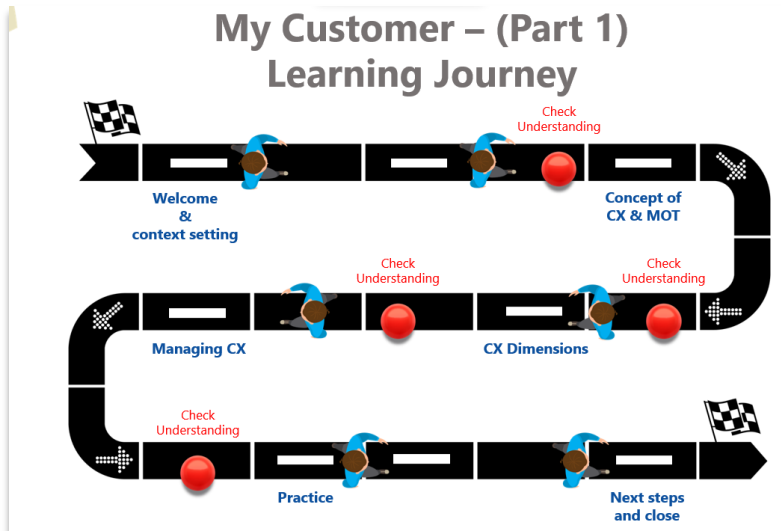 My Customer – (Part 1)
Learning Journey
Check
Understanding
Welcome
&
context setting
Concept of
CX & MOT
Check
Understanding
Check
Understanding
Managing CX
CX Dimensions
Check
Understanding
Practice
Next steps
and close